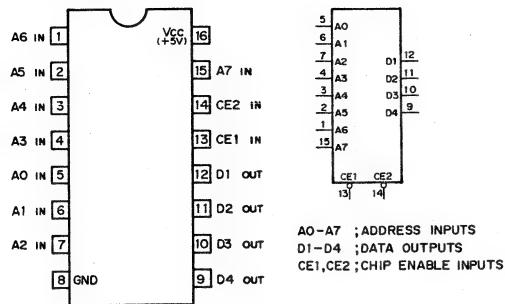 A6 IN 1
A5 IN 2
A4 IN 3
A3 IN 4
A0 IN 5
A1 IN 6
A2 IN 7
8 GND
VCC
(+5V)
16
15 A7 IN
14 CE2 IN
13 CE1 IN
12 D1 OUT
11 D2 OUT
10 D3 OUT
9 D4 OUT
5 A0
6 A1
7 A2
4 A3
3 A4
2 A5
1 A6
15 A7
D1 12
D2 11
D3 10
D4 9
CE1 CE2
13 14
A0-A7 ;ADDRESS INPUTS
D1-D4 ;DATA OUTPUTS
CE1,CE2;CHIP ENABLE INPUTS